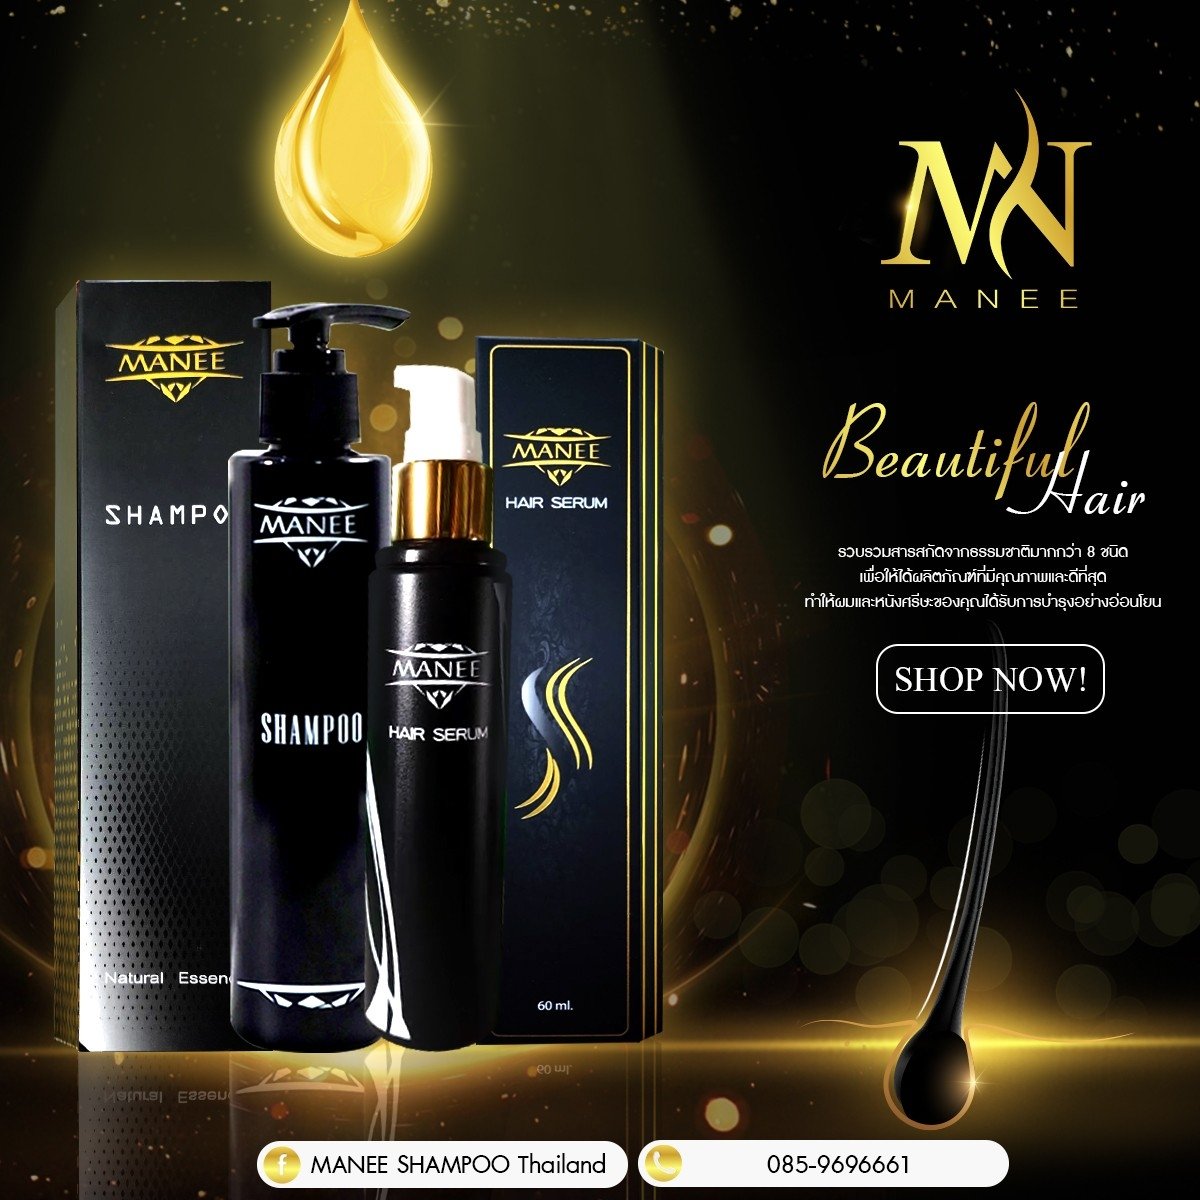 MN
MANEE
Beautiful
Hair
รวบรวมสารสกัดจากธรรมชาติมากกว่า 8 ชนิด
เพื่อให้ได้ผลิตภัณฑ์ที่มีคุณภาพและดีที่สุด
ทำให้ผมและหนังศรีษะของคุณได้รับการบำรุงอย่างอ่อนโยน
SHOP NOW!
MANEE
SHAMPO
Natural Essenc
MANEE
SHAMPOO
MANEE
HAIR SERUM
MANEE
HAIR SERUM
60 ml.
MANEE SHAMPOO Thailand
085-9696661